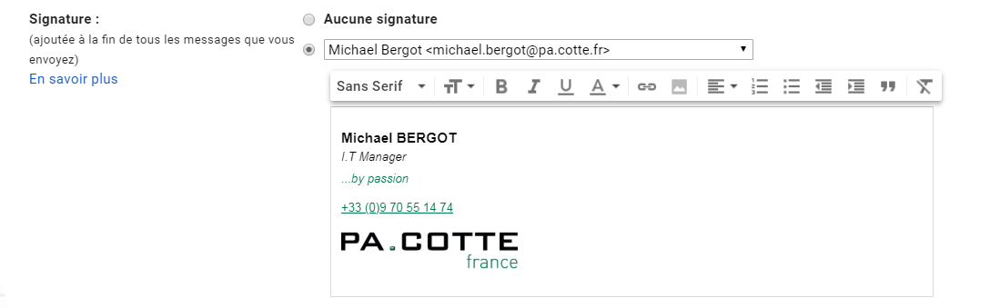 Signature :
(ajoutée à la fin de tous les messages que vous
envoyez)
En savoir plus
Aucune signature
Michael Bergot <michael.bergot@pa.cotte.fr>
Sans Serif
Michael BERGOT
I.T Manager
...by passion
+33 (0)9 70 55 14 74
PA.COTTE
france